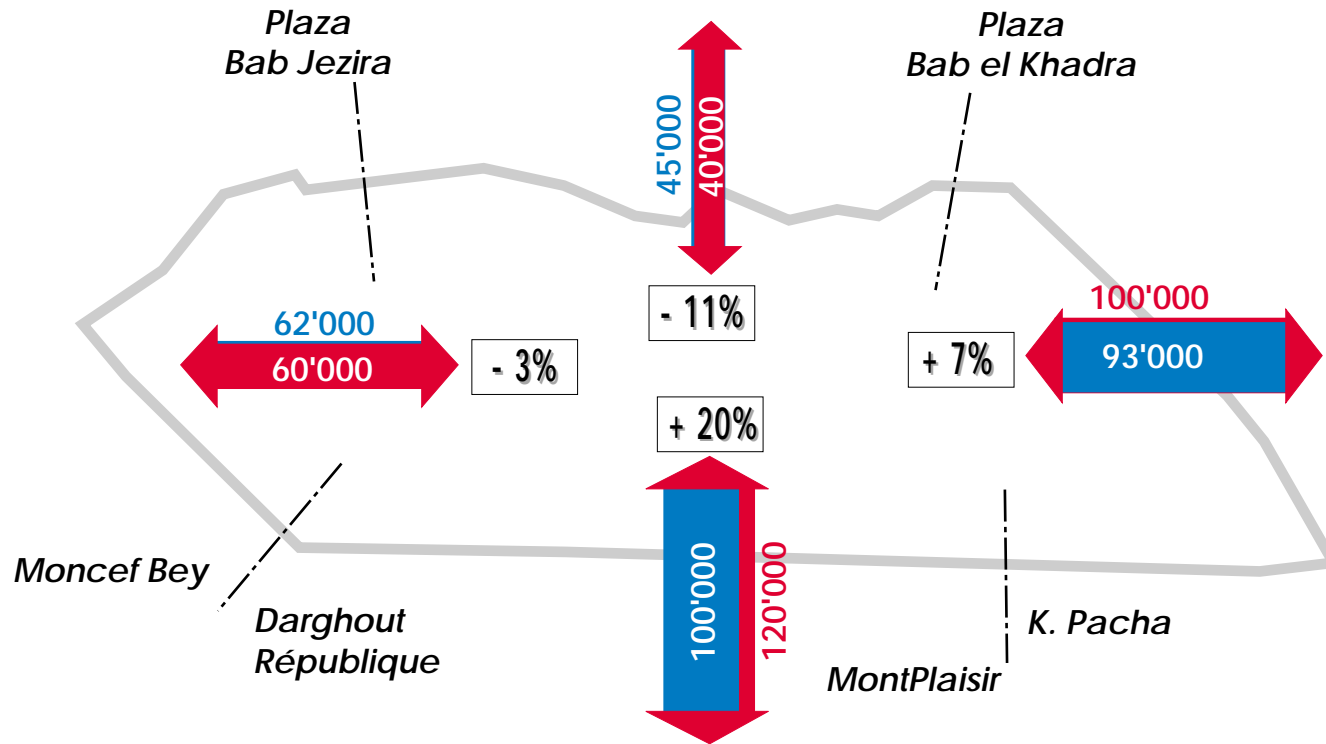 Plaza
Bab Jezira
Plaza
Bab el Khadra
45'000
40'000
- 11%
62'000
60'000
- 3%
+ 7%
100'000
93'000
+ 20%
100'000
120'000
Moncef Bey
Darghout
République
K. Pacha
MontPlaisir